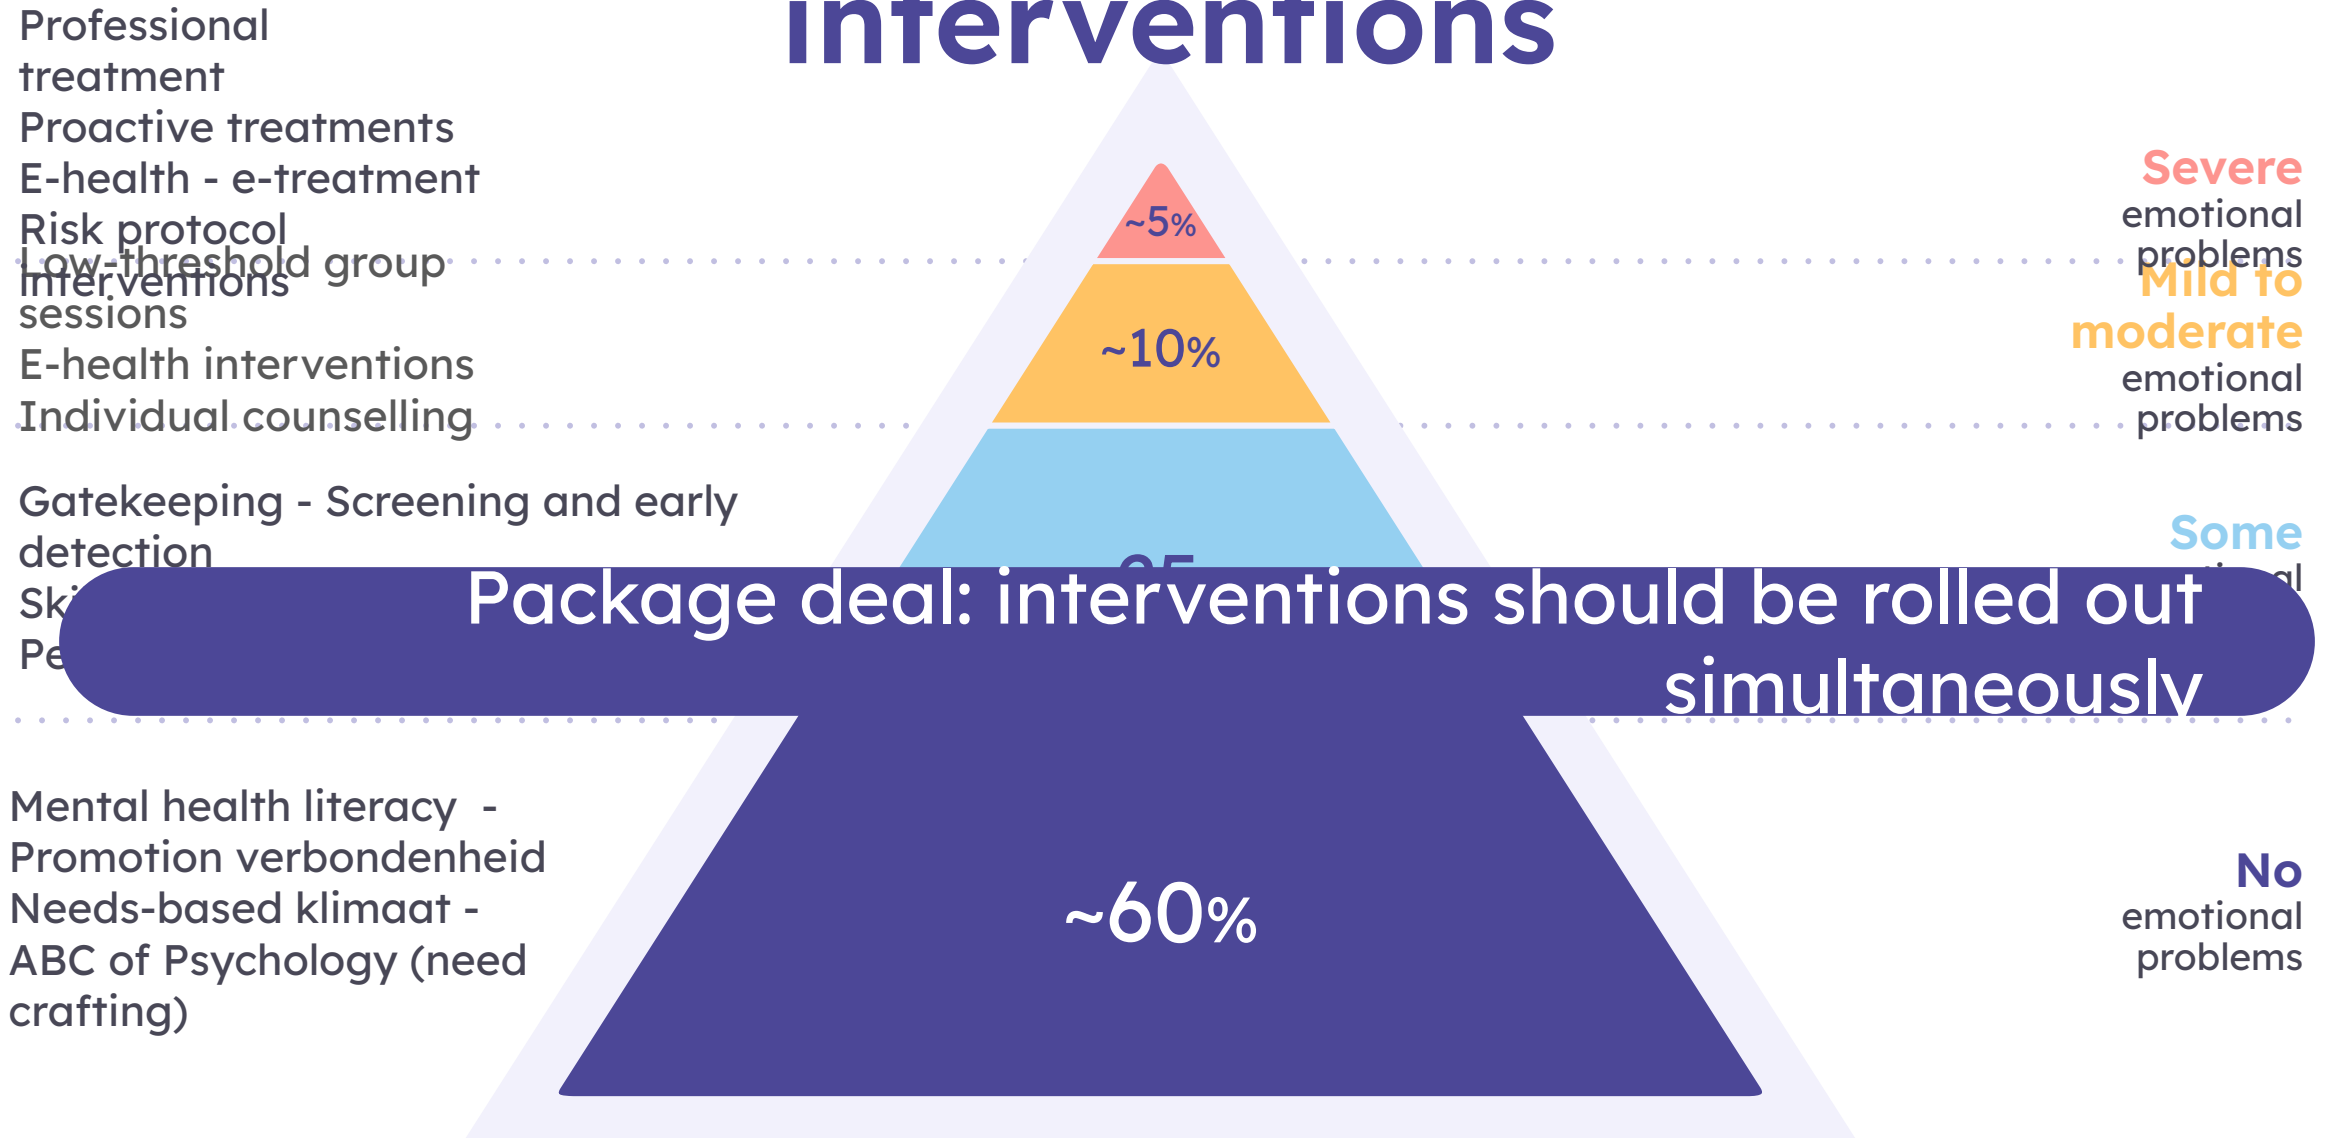 interventions
Professional
treatment
Proactive treatments
E-health - e-treatment
Risk protocol
interventions
~5%
Severe
emotional
problems
Low-threshold group
sessions
E-health interventions
Individual counselling
~10%
Mild to
moderate
emotional
problems
Gatekeeping - Screening and early
detection
Some
Package deal: interventions should be rolled out
simultaneously
Mental health literacy -
Promotion verbondenheid
Needs-based klimaat -
ABC of Psychology (need
crafting)
~60%
No
emotional
problems